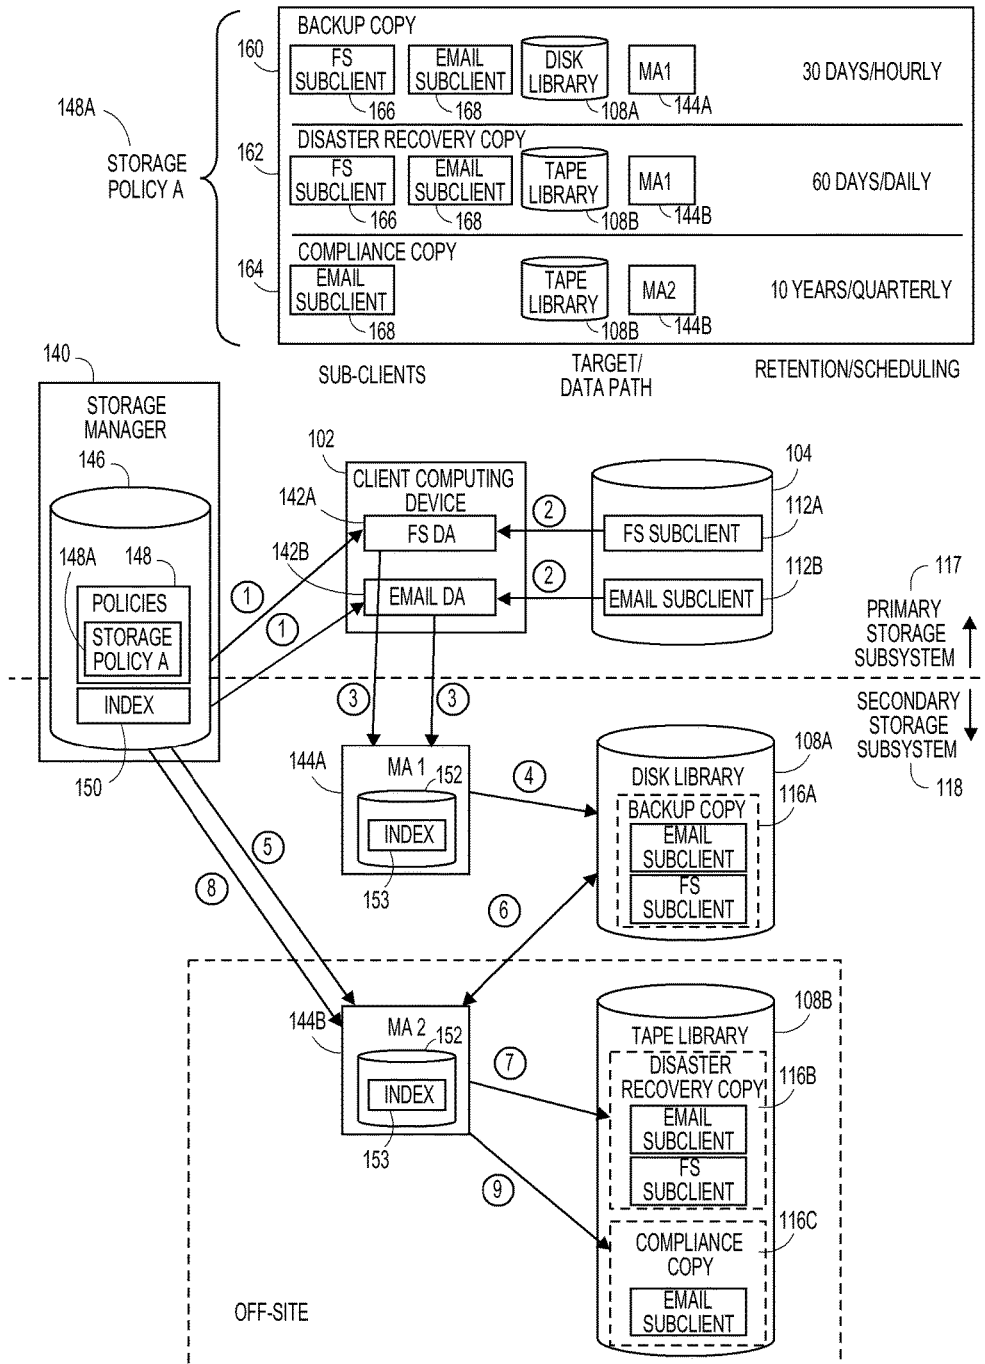 BACKUP COPY
160
FS
SUBCLIENT
166
EMAIL
SUBCLIENT
168
DISK
LIBRARY
108A
MA1
144A
30 DAYS/HOURLY
148A
STORAGE
POLICY A
DISASTER RECOVERY COPY
162
FS
SUBCLIENT
166
EMAIL
SUBCLIENT
168
TAPE
LIBRARY
108B
MA1
144B
60 DAYS/DAILY
COMPLIANCE COPY
164
EMAIL
SUBCLIENT
168
TAPE
LIBRARY
108B
MA2
144B
10 YEARS/QUARTERLY
SUB-CLIENTS
TARGET/
DATA PATH
RETENTION/SCHEDULING
140
STORAGE
MANAGER
146
148A
148
POLICIES
STORAGE
POLICY A
INDEX
150
1
1
102
CLIENT COMPUTING
DEVICE
142A
FS DA
142B
EMAIL DA
2
2
104
FS SUBCLIENT
112A
EMAIL SUBCLIENT
112B
117
PRIMARY
STORAGE
SUBSYSTEM
SECONDARY
STORAGE
SUBSYSTEM
118
3
3
144A
MA 1
152
INDEX
153
4
108A
DISK LIBRARY
116A
BACKUP COPY
EMAIL
SUBCLIENT
FS
SUBCLIENT
5
8
6
144B
MA 2
152
INDEX
153
7
9
108B
TAPE LIBRARY
DISASTER
RECOVERY COPY
116B
EMAIL
SUBCLIENT
FS
SUBCLIENT
116C
COMPLIANCE
COPY
EMAIL
SUBCLIENT
OFF-SITE